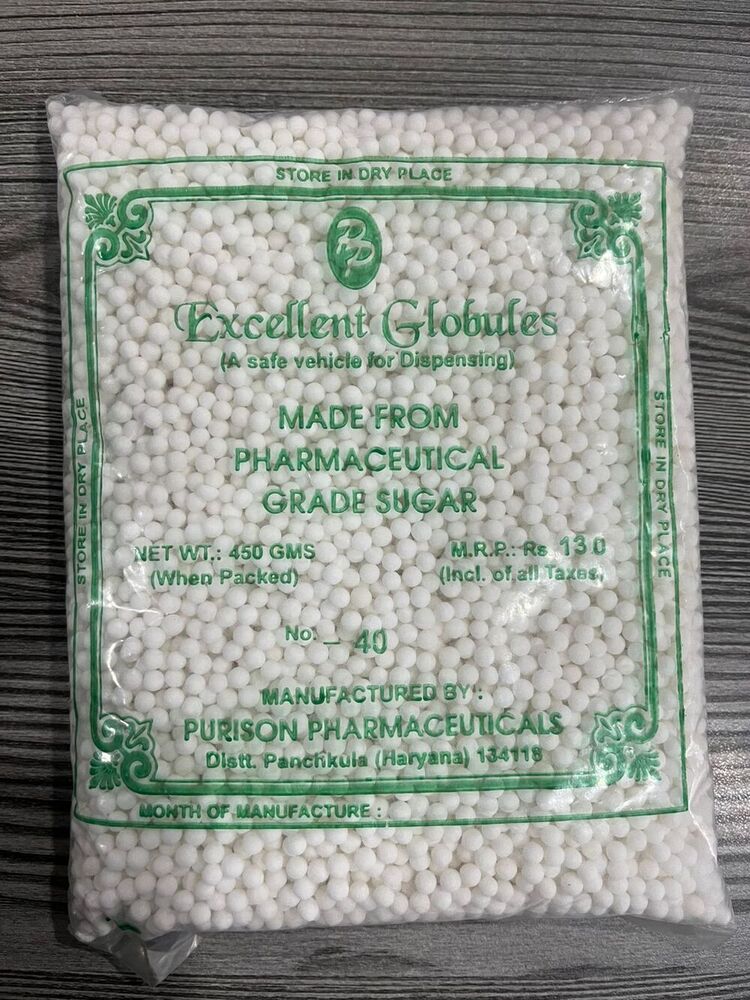 STORE IN DRY PLACE
PP
Excellent Globules
(A safe vehicle for Dispensing)
MADE FROM
PHARMACEUTICAL
GRADE SUGAR
NET WT.: 450 GMS
(When Packed)
M.R.P.: Rs. 130
(Incl. of all Taxes)
No. – 40
MANUFACTURED BY :
PURISON PHARMACEUTICALS
Distt. Panchkula (Haryana) 134118
MONTH OF MANUFACTURE :
STORE IN DRY PLACE
STORE IN DRY PLACE